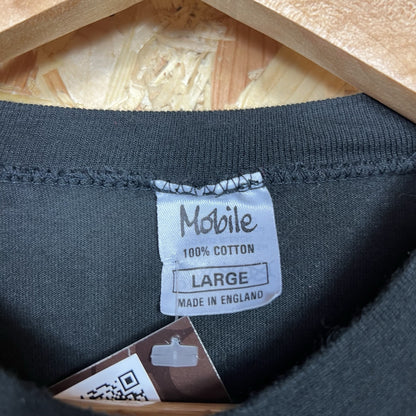 Mobile
100% COTTON
LARGE
MADE IN ENGLAND